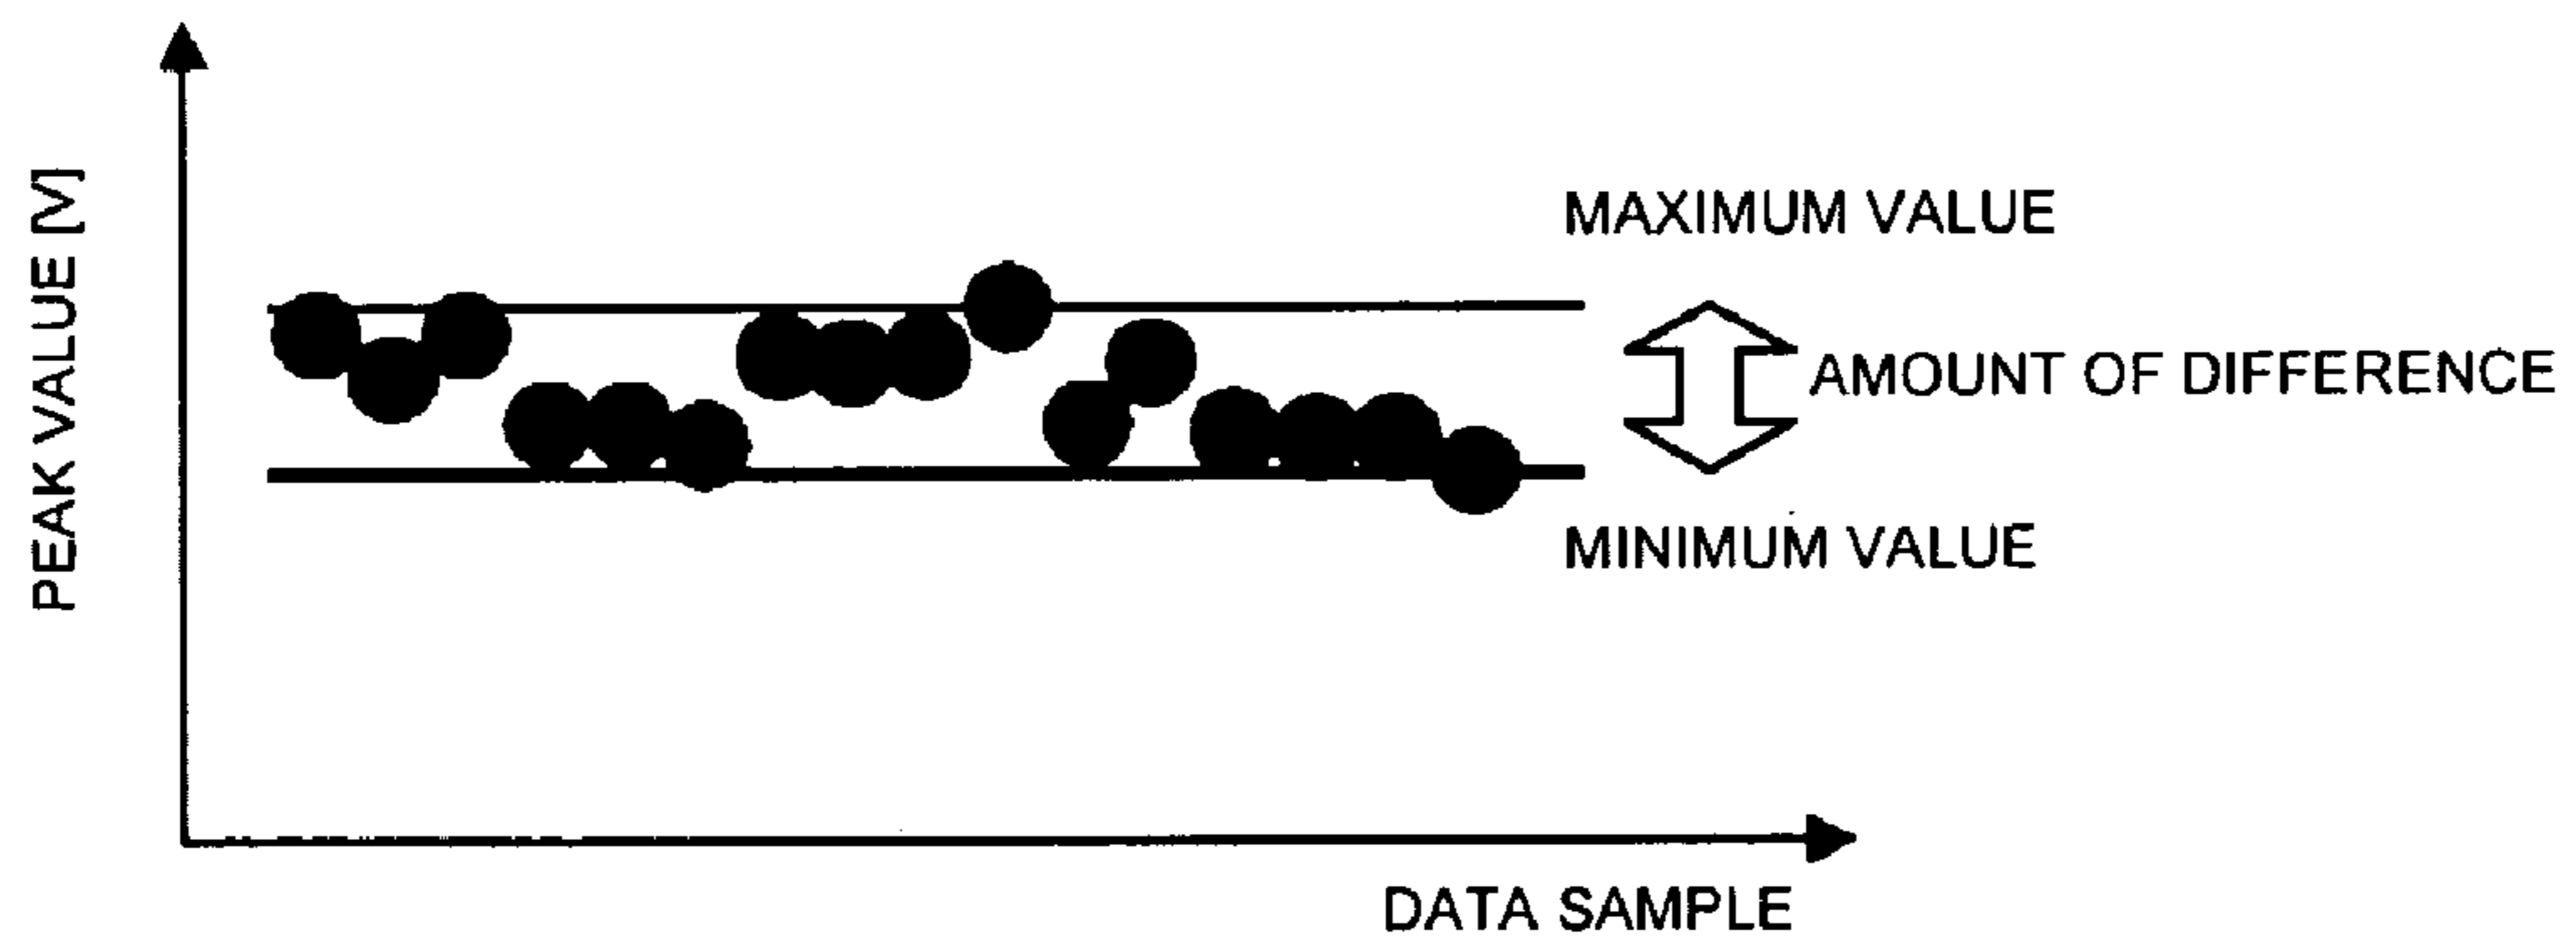 PEAK VALUE [V]
MAXIMUM VALUE
AMOUNT OF DIFFERENCE
MINIMUM VALUE
DATA SAMPLE